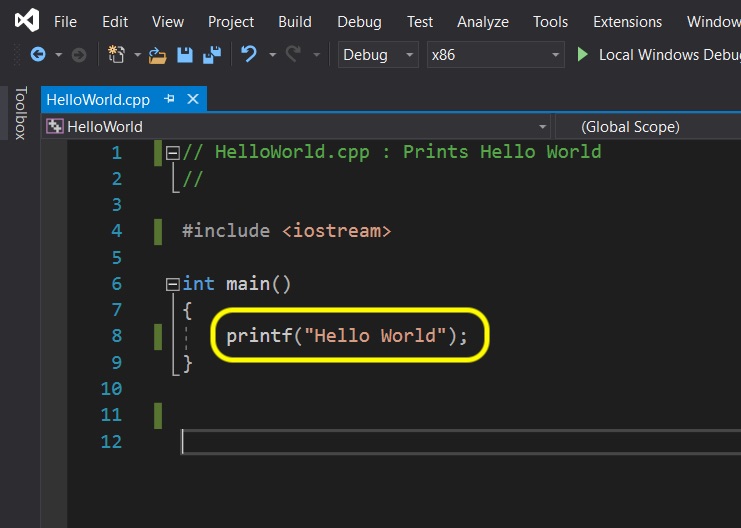 File Edit View Project Build Debug Test Analyze Tools Extensions Window
Debug x86 Local Windows Debu
Toolbox
HelloWorld.cpp
HelloWorld (Global Scope)
1 // HelloWorld.cpp : Prints Hello World
2 //
3
4 #include <iostream>
5
6 int main()
7 {
8 printf("Hello World");
9 }
10
11
12